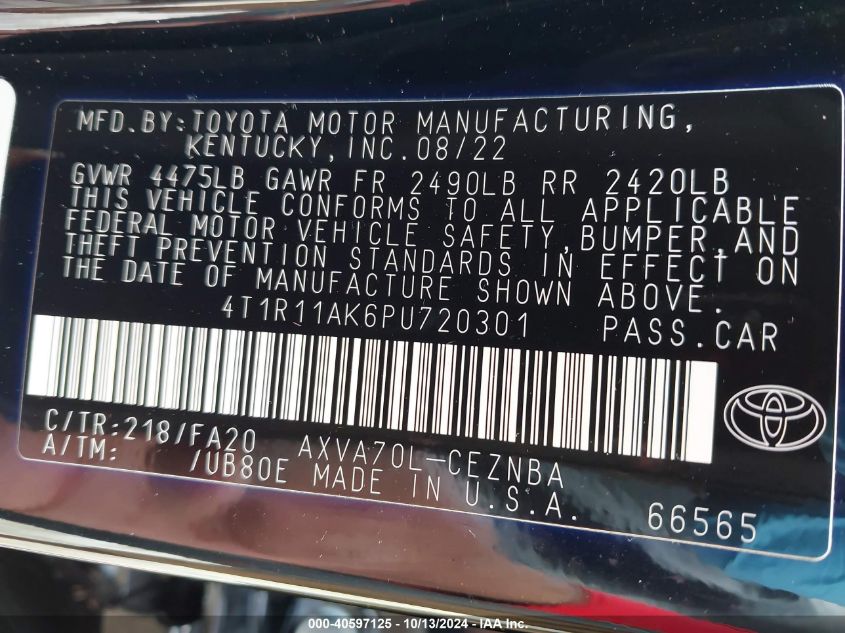 MFD.BY:TOYOTA MOTOR MANUFACTURING,
KENTUCKY,INC.08/22
GVWR 4475LB GAWR FR 2490LB RR 2420LB
THIS VEHICLE CONFORMS TO ALL APPLICABLE
FEDERAL MOTOR VEHICLE SAFETY,BUMPER,AND
THEFT PREVENTION STANDARDS IN EFFECT ON
THE DATE OF MANUFACTURE SHOWN ABOVE.
4T1R11AK6PU720301 PASS.CAR
C/TR:218/FA20 AXVA70L-CEZNBA
A/TM: /UB80E MADE IN U.S.A. 66565
000-40597125 - 10/13/2024 - IAA Inc.